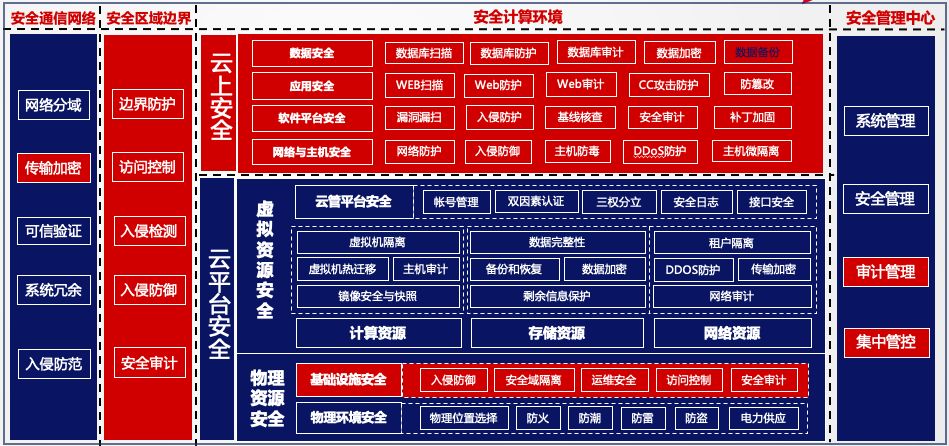 安全通信网络
安全区域边界
安全计算环境
安全管理中心
网络分域
传输加密
可信验证
系统冗余
入侵防范
边界防护
访问控制
入侵检测
入侵防御
安全审计
云上安全
数据安全 数据库扫描 数据库防护 数据库审计 数据加密 数据备份
应用安全 WEB扫描 Web防护 Web审计 CC攻击防护 防篡改
软件平台安全 漏洞漏扫 入侵防护 基线核查 安全审计 补丁加固
网络与主机安全 网络防护 入侵防御 主机防毒 DDoS防护 主机微隔离
云平台安全
虚拟资源安全
云管平台安全 帐号管理 双因素认证 三权分立 安全日志 接口安全
虚拟机隔离 数据完整性 租户隔离
虚拟机热迁移 主机审计 备份和恢复 数据加密 DDOS防护 传输加密
镜像安全与快照 剩余信息保护 网络审计
计算资源 存储资源 网络资源
物理
资源
安全
基础设施安全 入侵防御 安全域隔离 运维安全 访问控制 安全审计
物理环境安全 物理位置选择 防火 防潮 防雷 防盗 电力供应
系统管理
安全管理
审计管理
集中管控